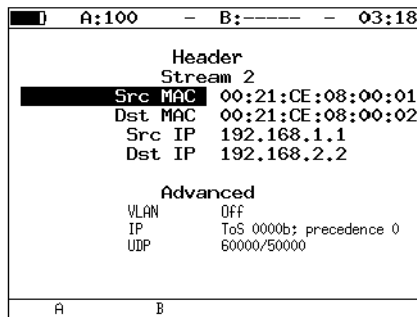 A:100 – B:----- – 03:18
Header
Stream 2
Src MAC 00:21:CE:08:00:01
Dst MAC 00:21:CE:08:00:02
Src IP 192.168.1.1
Dst IP 192.168.2.2
Advanced
VLAN Off
IP ToS 0000b; precedence 0
UDP 60000/50000
A B